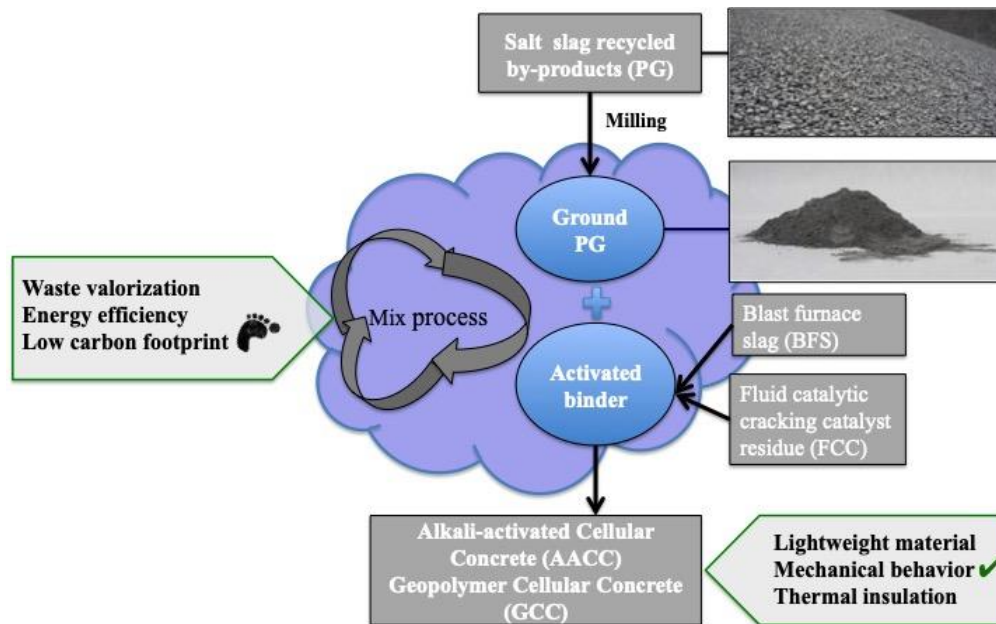 Salt slag recycled
by-products (PG)
Milling
Ground
PG
Waste valorization
Energy efficiency
Low carbon footprint
Mix process
Blast furnace
slag (BFS)
Activated
binder
Fluid catalytic
cracking catalyst
residue (FCC)
Alkali-activated Cellular
Concrete (AACC)
Geopolymer Cellular Concrete
(GCC)
Lightweight material
Mechanical behavior
Thermal insulation